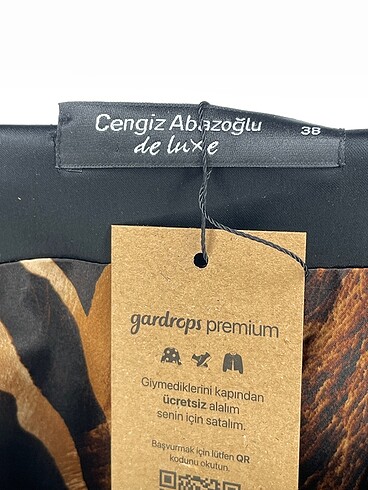 Cengiz Abazoğlu 38
de luxe
gardrops premium
Giymediklerini kapından
ücretsiz alalım
senin için satalım.
Başvurmak için lütfen QR
kodunu okutun.